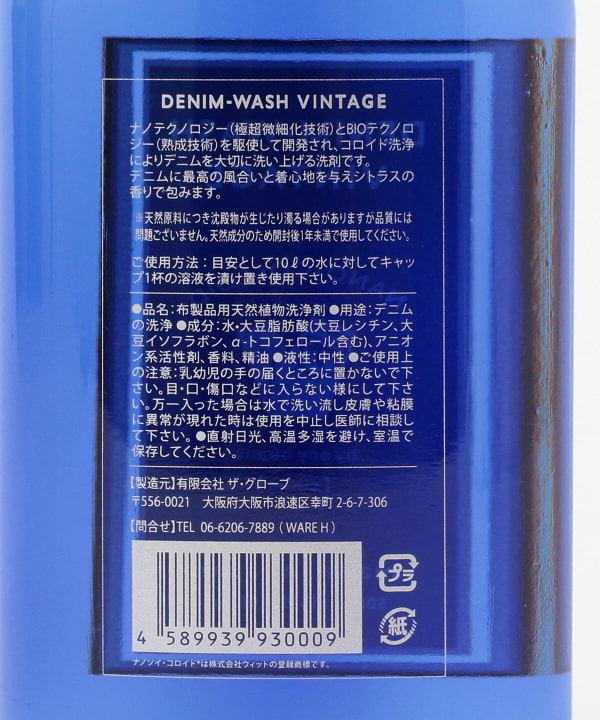 DENIM-WASH VINTAGE
ナノテクノロジー(極超微細化技術)とBIOテクノロ
シー(熟成技術)を駆使して開発され、コロイド洗浄
によりデニムを大切に洗い上げる洗剤です。
デニムに最高の風合いと着心地を与えシトラスの
香りで包みます。
※天然原料につき沈殿物が生じたり濁る場合がありますが品質には
問題ございません。天然成分のため開封後1年未満で使用してください。
ご使用方法:目安として10ℓの水に対してキャッ
プ1杯の溶液を漬け置き使用下さい。
●品名:布製品用天然植物洗浄剤 ●用途:デニム
の洗浄 ●成分:水・大豆脂肪酸(大豆レシチン、大
豆イソフラボン、α-トコフェロール含む)、アニオ
ン系活性剤、香料、精油 ●液性:中性 ●ご使用上
の注意:乳幼児の手の届くところに置かないで下
さい。目・口・傷口などに入らない様にして下さ
い。万一入った場合は水で洗い流し皮膚や粘膜
に異常が現れた時は使用を中止し医師に相談し
て下さい。 ●直射日光、高温多湿を避け、室温で
保存してください。
【製造元】有限会社 ザ・グローブ
〒556-0021 大阪府大阪市浪速区幸町 2-6-7-306
【問合せ】TEL 06-6206-7889 (WARE H)
プラ
紙
4 589939 930009
ナノソイ・コロイド®は株式会社ウィットの登録商標です。